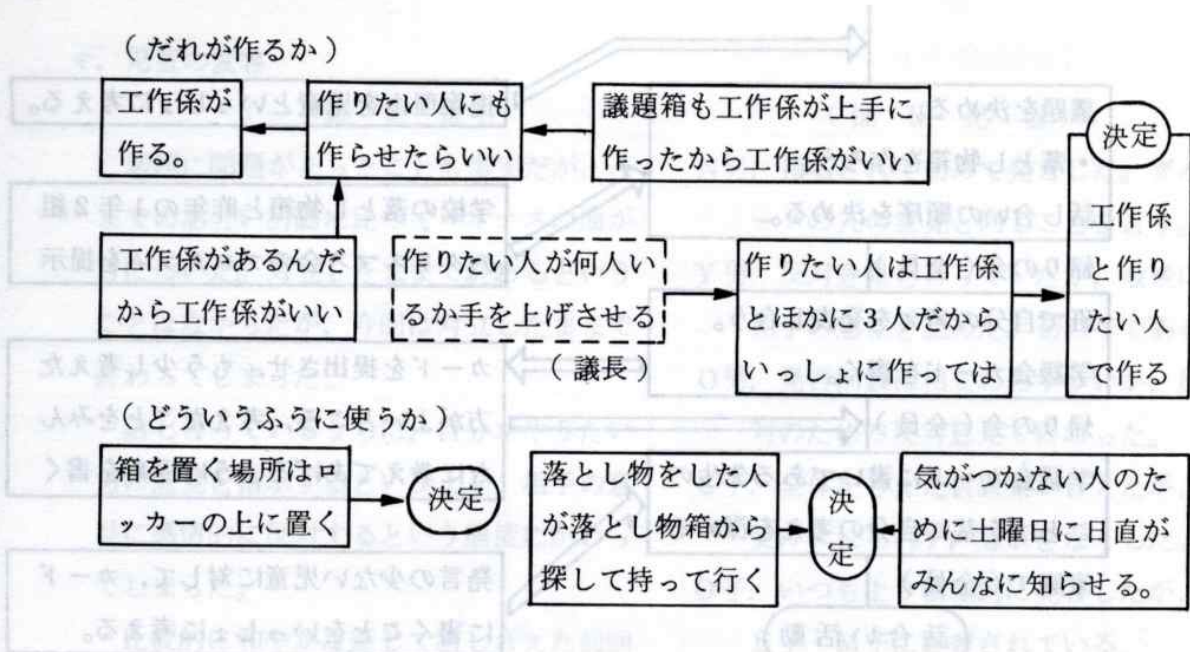 (だれが作るか)
工作係が
作る。
作りたい人にも
作らせたらいい
議題箱も工作係が上手に
作ったから工作係がいい
決定
工作係
と作り
たい人
で作る
工作係があるんだ
から工作係がいい
作りたい人が何人い
るか手を上げさせる
(議長)
作りたい人は工作係
とほかに3人だから
いっしょに作っては
(どういうふうに使うか)
箱を置く場所はロ
ッカーの上に置く
決定
落とし物をした人
が落とし物箱から
探して持って行く
決
定
気がつかない人のた
めに土曜日に日直が
みんなに知らせる。